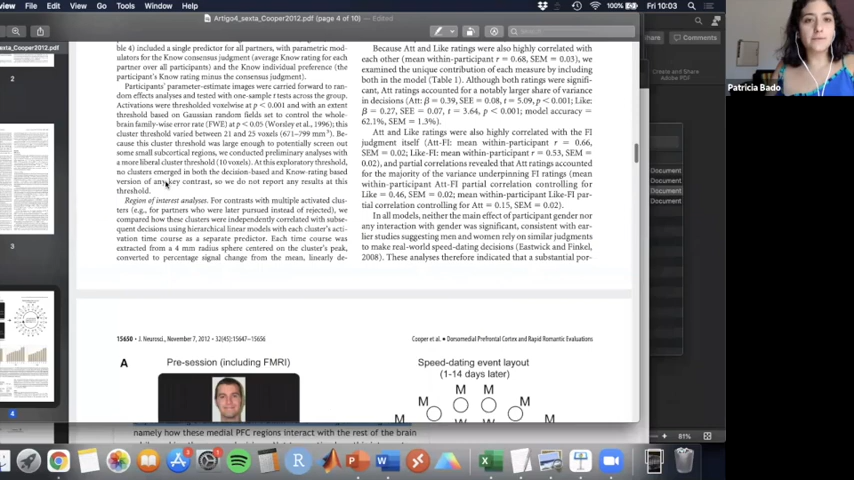 iew File Edit View Go Tools Window Help
100% Fri 10:03
Artigo4_sexta_Cooper2012.pdf (page 4 of 10) — Edited
Search
sexta_Cooper2012.pdf
2
3
4
ble 4) included a single predictor for all partners, with parametric mod-
ulators for the Know consensus judgment (average Know rating for each
partner over all participants) and the Know individual preference (the
participant's Know rating minus the consensus judgment).
Participants' parameter-estimate images were carried forward to ran-
dom effects analyses and tested with one-sample t tests across the group.
Activations were thresholded voxelwise at p < 0.001 and with an extent
threshold based on Gaussian random fields set to control the whole-
brain family-wise error rate (FWE) at p < 0.05 (Worsley et al., 1996); this
cluster threshold varied between 21 and 25 voxels (671–799 mm³). Be-
cause this cluster threshold was large enough to potentially screen out
some small subcortical regions, we conducted preliminary analyses with
a more liberal cluster threshold (10 voxels). At this exploratory threshold,
no clusters emerged in both the decision-based and Know-rating based
version of any key contrast, so we do not report any results at this
threshold.
Region of interest analyses. For contrasts with multiple activated clus-
ters (e.g., for partners who were later pursued instead of rejected), we
compared how these clusters were independently correlated with subse-
quent decisions using hierarchical linear models with each cluster's acti-
vation time course as a separate predictor. Each time course was
extracted from a 4 mm radius sphere centered on the cluster's peak,
converted to percentage signal change from the mean, linearly de-
Because Att and Like ratings were also highly correlated with
each other (mean within-participant r = 0.68, SEM = 0.03), we
examined the unique contribution of each measure by including
both in the model (Table 1). Although both ratings were signifi-
cant, Att ratings accounted for a notably larger share of variance
in decisions (Att: β = 0.39, SEE = 0.08, t = 5.09, p < 0.001; Like:
β = 0.27, SEE = 0.07, t = 3.64, p < 0.001; model accuracy =
62.1%, SEM = 1.3%).
Att and Like ratings were also highly correlated with the FI
judgment itself (Att-FI: mean within-participant r = 0.66,
SEM = 0.02; Like-FI: mean within-participant r = 0.53, SEM =
0.02), and partial correlations revealed that Att ratings accounted
for the majority of the variance underpinning FI ratings (mean
within-participant Att-FI partial correlation controlling for
Like = 0.46, SEM = 0.02; mean within-participant Like-FI par-
tial correlation controlling for Att = 0.15, SEM = 0.02).
In all models, neither the main effect of participant gender nor
any interaction with gender was significant, consistent with ear-
lier studies suggesting men and women rely on similar judgments
to make real-world speed-dating decisions (Eastwick and Finkel,
2008). These analyses therefore indicated that a substantial por-
15650 • J. Neurosci., November 7, 2012 • 32(45):15647–15656
Cooper et al. • Dorsomedial Prefrontal Cortex and Rapid Romantic Evaluations
A
Pre-session (including FMRI)
Speed-dating event layout
(1-14 days later)
M M
M M
M M
namely how these medial PFC regions interact with the rest of the brain
hare
Comments
Create and Share
Document
Document
Document
Document
81%
Patricia Bado